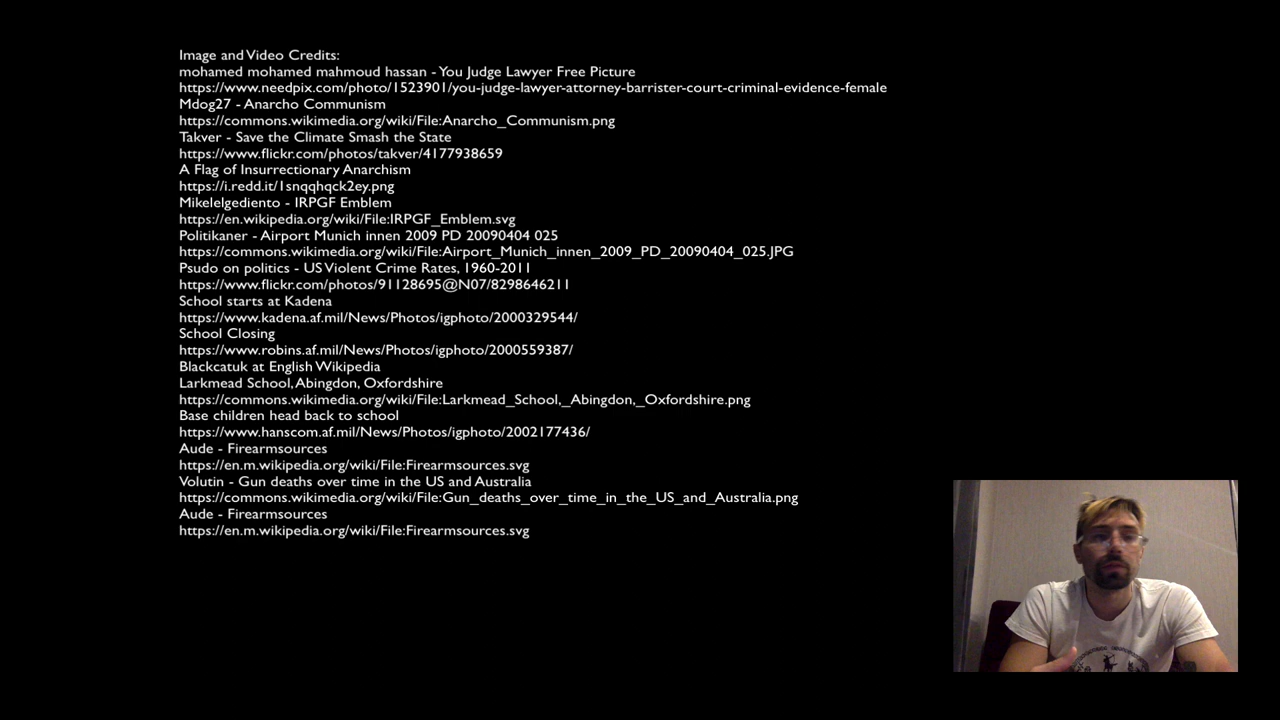 Image and Video Credits:
mohamed mohamed mahmoud hassan - You Judge Lawyer Free Picture
https://www.needpix.com/photo/1523901/you-judge-lawyer-attorney-barrister-court-criminal-evidence-female
Mdog27 - Anarcho Communism
https://commons.wikimedia.org/wiki/File:Anarcho_Communism.png
Takver - Save the Climate Smash the State
https://www.flickr.com/photos/takver/4177938659
A Flag of Insurrectionary Anarchism
https://i.redd.it/1snqqhqck2ey.png
Mikelelgediento - IRPGF Emblem
https://en.wikipedia.org/wiki/File:IRPGF_Emblem.svg
Politikaner - Airport Munich innen 2009 PD 20090404 025
https://commons.wikimedia.org/wiki/File:Airport_Munich_innen_2009_PD_20090404_025.JPG
Psudo on politics - US Violent Crime Rates, 1960-2011
https://www.flickr.com/photos/91128695@N07/8298646211
School starts at Kadena
https://www.kadena.af.mil/News/Photos/igphoto/2000329544/
School Closing
https://www.robins.af.mil/News/Photos/igphoto/2000559387/
Blackcatuk at English Wikipedia
Larkmead School, Abingdon, Oxfordshire
https://commons.wikimedia.org/wiki/File:Larkmead_School,_Abingdon,_Oxfordshire.png
Base children head back to school
https://www.hanscom.af.mil/News/Photos/igphoto/2002177436/
Aude - Firearmsources
https://en.m.wikipedia.org/wiki/File:Firearmsources.svg
Volutin - Gun deaths over time in the US and Australia
https://commons.wikimedia.org/wiki/File:Gun_deaths_over_time_in_the_US_and_Australia.png
Aude - Firearmsources
https://en.m.wikipedia.org/wiki/File:Firearmsources.svg